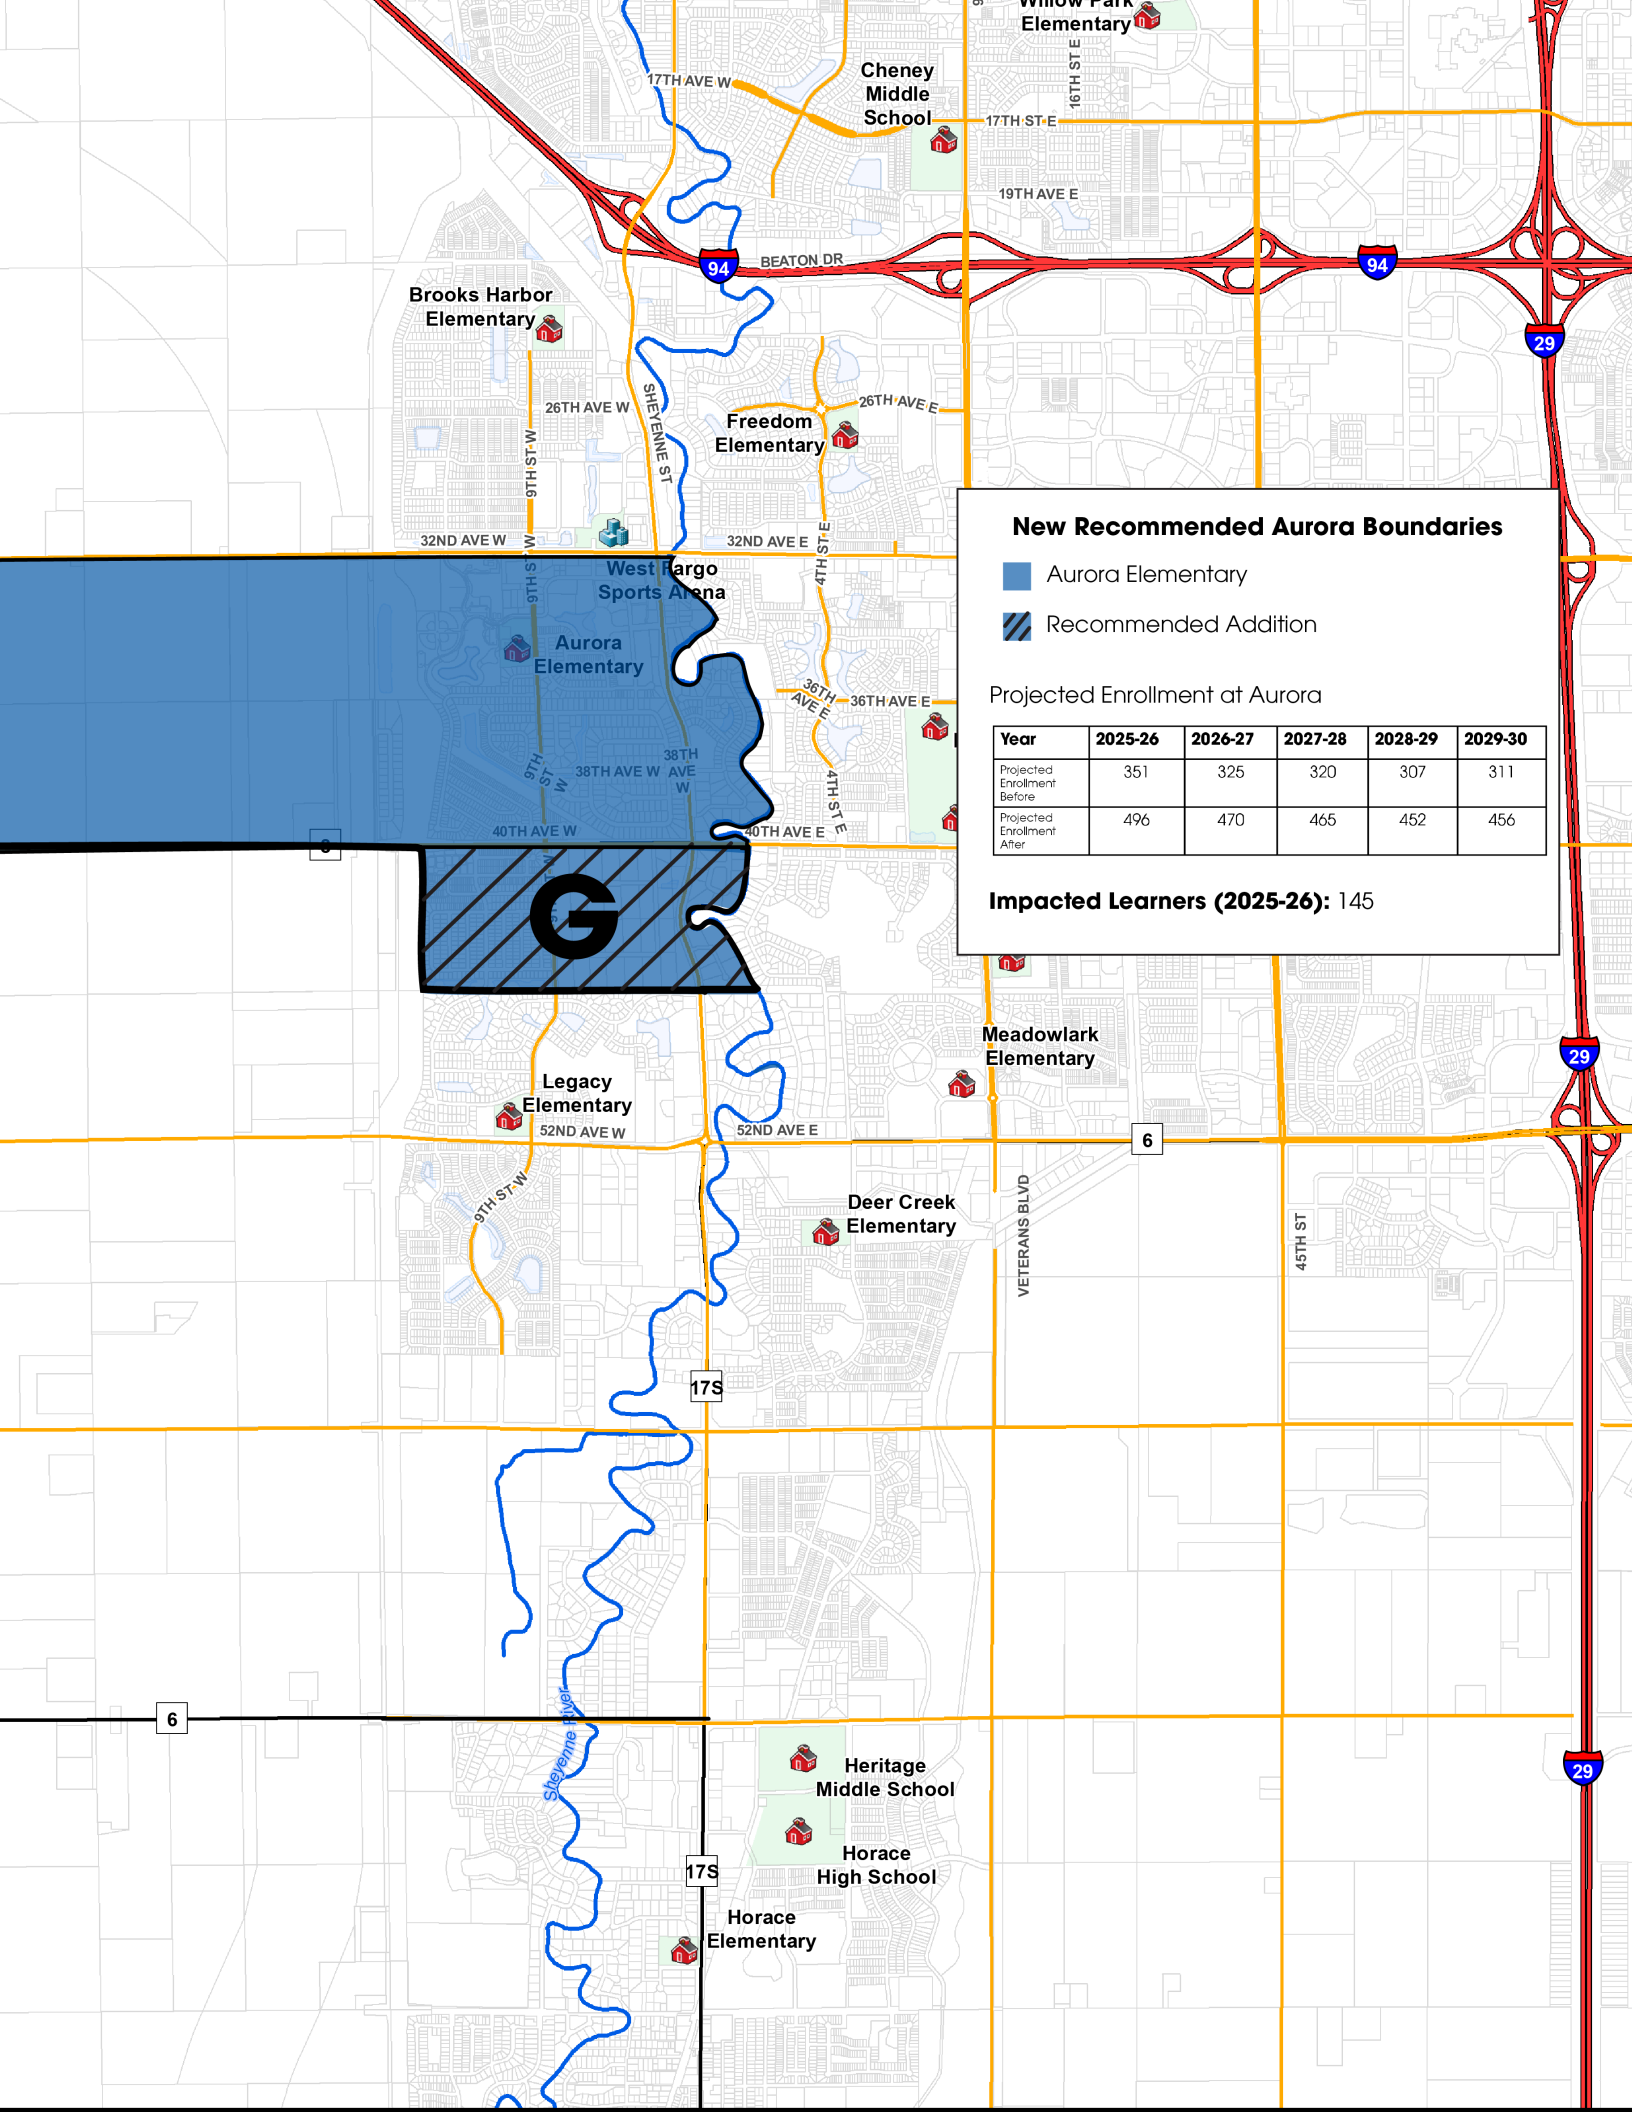 Willow Park
Elementary
16TH ST E
Cheney
Middle
School
17TH AVE W
17TH ST E
19TH AVE E
94
BEATON DR
94
29
Brooks Harbor
Elementary
26TH AVE W
SHEYENNE ST
9TH ST W
Freedom
Elementary
26TH AVE E
32ND AVE W
9TH ST W
32ND AVE E
4TH ST E
West Fargo
Sports Arena
Aurora
Elementary
36TH
AVE E
36TH AVE E
9TH
ST
W
38TH AVE W
38TH
AVE
W
4TH ST E
40TH AVE W
40TH AVE E
G
New Recommended Aurora Boundaries
Aurora Elementary
Recommended Addition
Projected Enrollment at Aurora
Year 2025-26 2026-27 2027-28 2028-29 2029-30
Projected
Enrollment
Before
351 325 320 307 311
Projected
Enrollment
After
496 470 465 452 456
Impacted Learners (2025-26): 145
Meadowlark
Elementary
29
Legacy
Elementary
52ND AVE W
52ND AVE E
6
9TH ST W
Deer Creek
Elementary
VETERANS BLVD
45TH ST
17S
6
Sheyenne River
Heritage
Middle School
29
Horace
High School
17S
Horace
Elementary